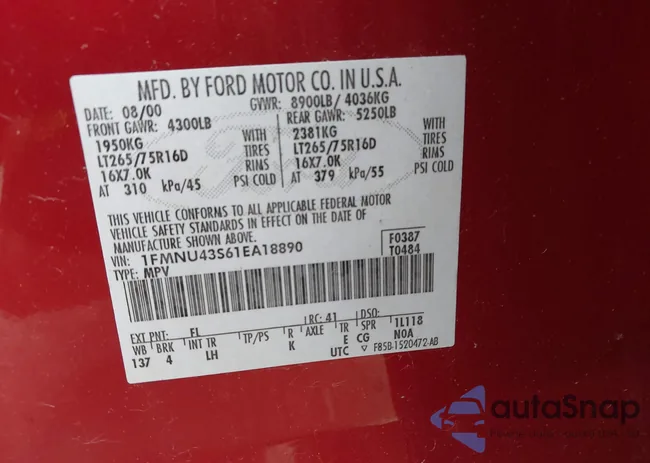 MFD. BY FORD MOTOR CO. IN U.S.A.
DATE: 08/00 GVWR: 8900LB/ 4036KG
FRONT GAWR: 4300LB REAR GAWR: 5250LB
1950KG WITH 2381KG WITH
LT265/75R16D TIRES LT265/75R16D TIRES
16X7.0K RIMS 16X7.0K RIMS
AT 310 kPa/45 PSI COLD AT 379 kPa/55 PSI COLD
THIS VEHICLE CONFORMS TO ALL APPLICABLE FEDERAL MOTOR
VEHICLE SAFETY STANDARDS IN EFFECT ON THE DATE OF
MANUFACTURE SHOWN ABOVE.
VIN: 1FMNU43S61EA18890 F0387
TYPE: MPV T0484
EXT PNT: FL RC: 41 DSO:
WB BRK INT TR TP/PS R AXLE TR SPR 1L118
137 4 LH K E CG N0A
UTC F85B-1520472-AB
Ford
autoSnap